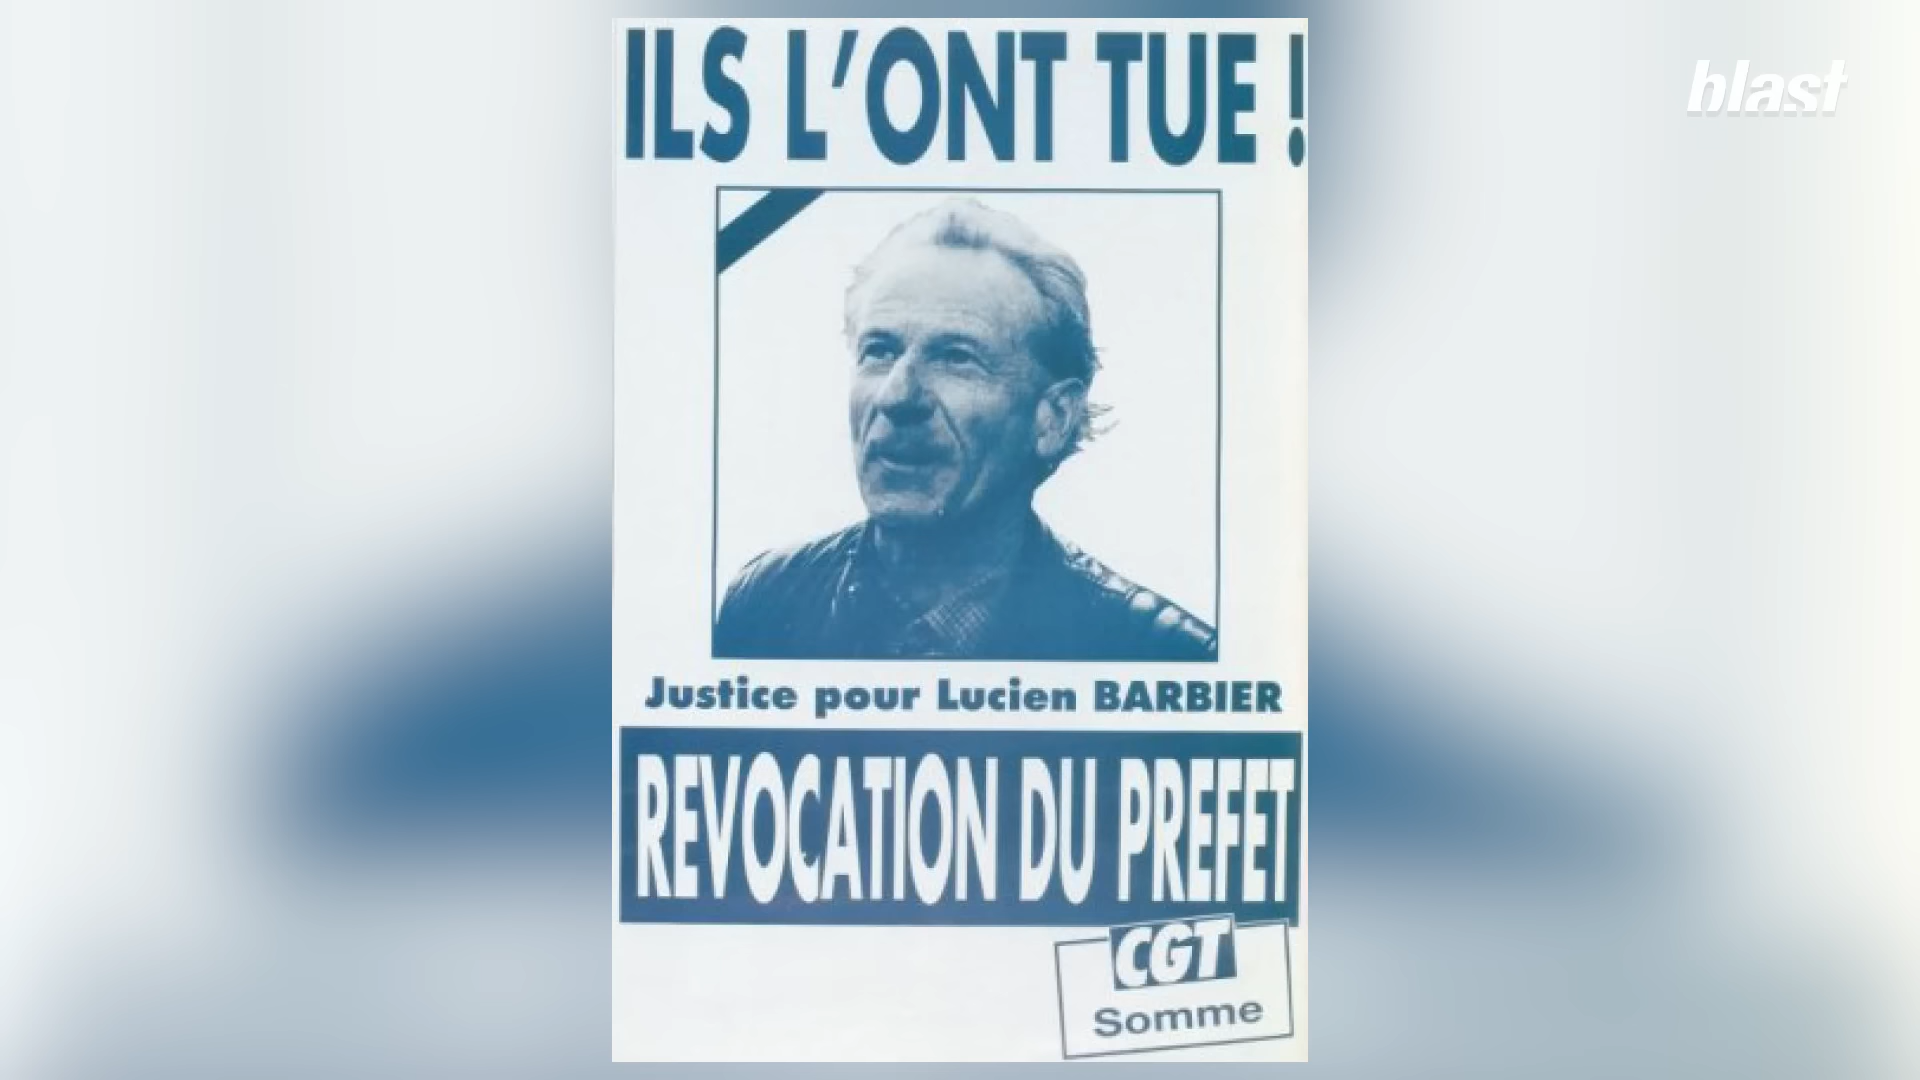 ILS L'ONT TUE !
blast
Justice pour Lucien BARBIER
REVOCATION DU PREFET
CGT
Somme